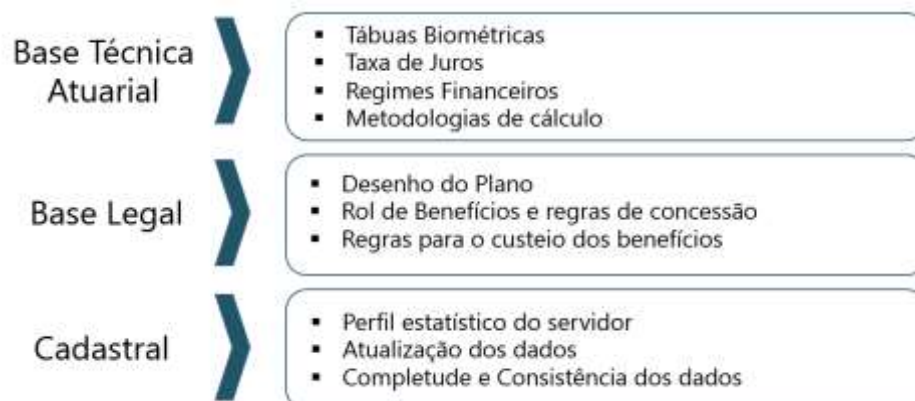 Base Técnica
Atuarial
▪ Tábuas Biométricas
▪ Taxa de Juros
▪ Regimes Financeiros
▪ Metodologias de cálculo
Base Legal
▪ Desenho do Plano
▪ Rol de Benefícios e regras de concessão
▪ Regras para o custeio dos benefícios
Cadastral
▪ Perfil estatístico do servidor
▪ Atualização dos dados
▪ Completude e Consistência dos dados